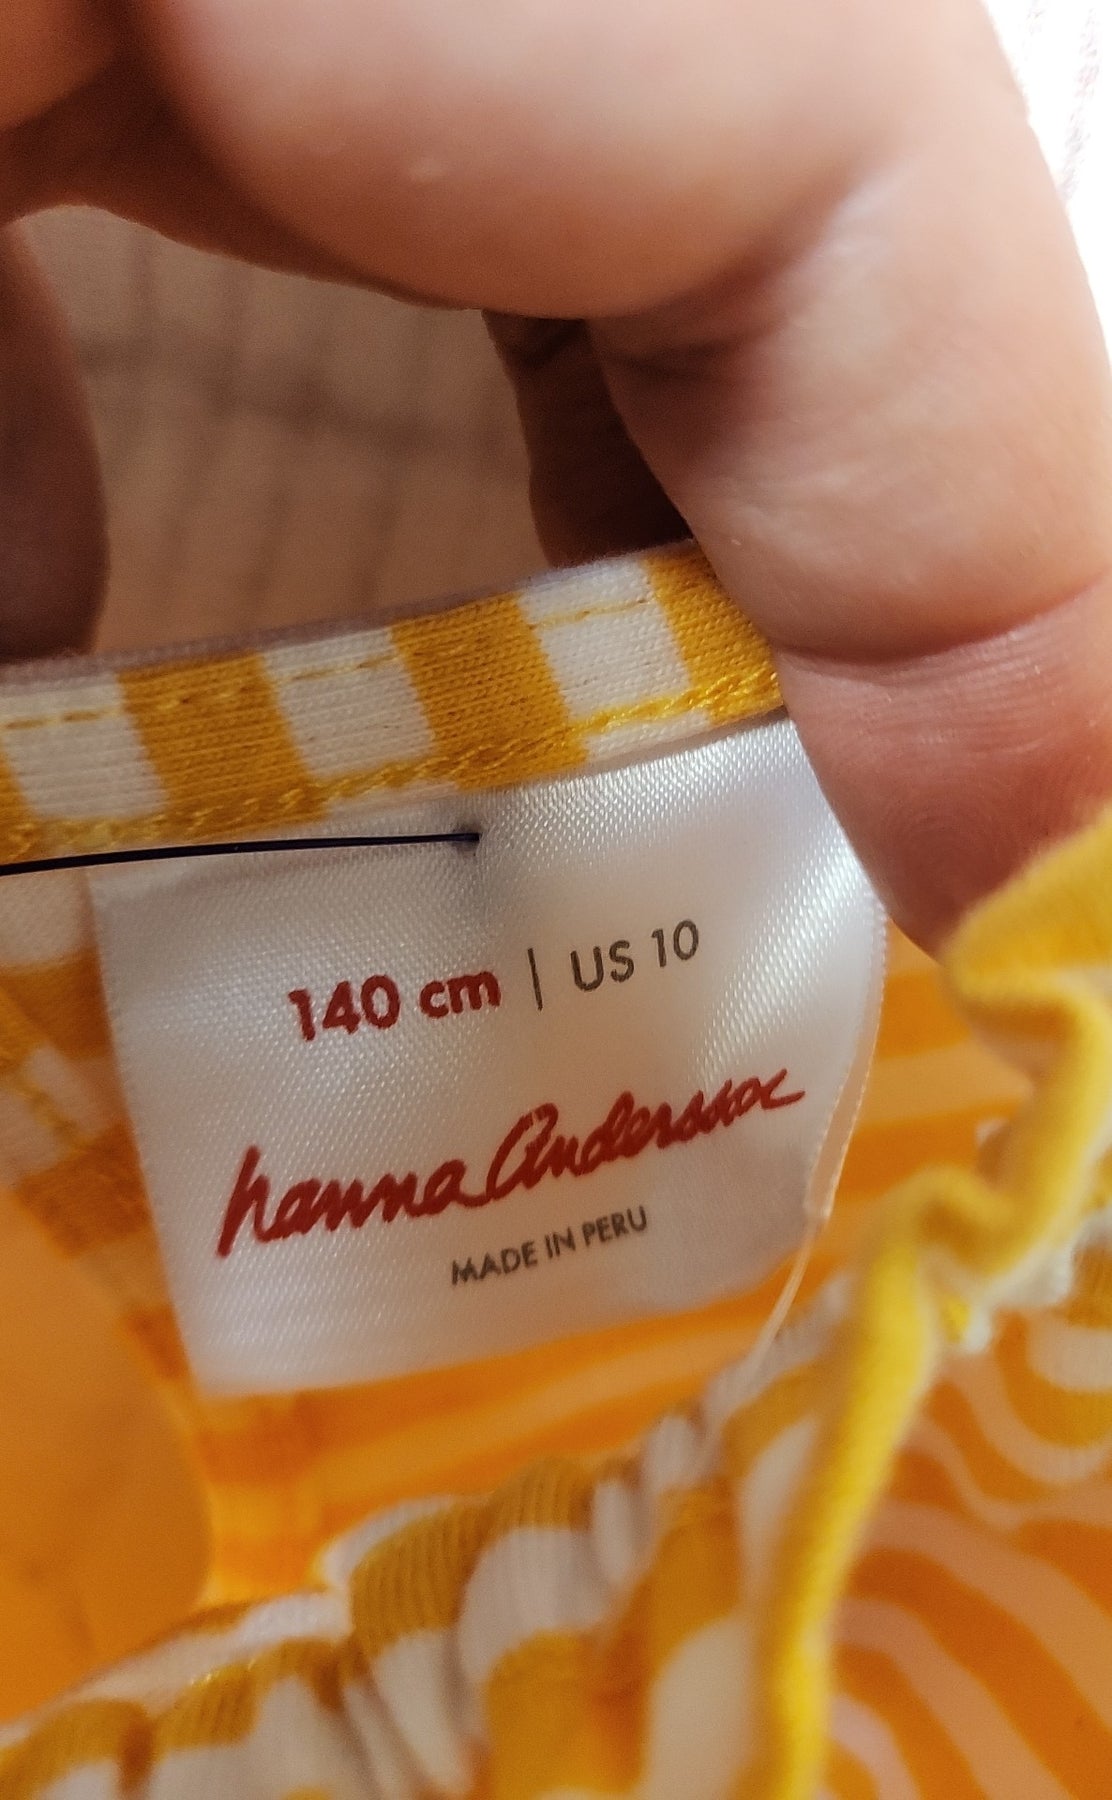 140 cm | US 10
hanna Andersson
MADE IN PERU